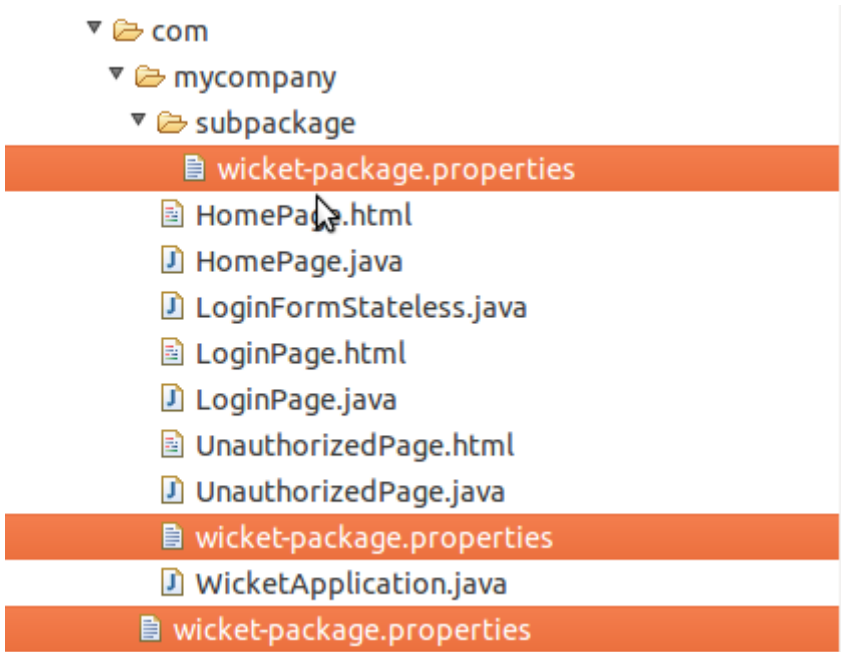 com
mycompany
subpackage
wicket-package.properties
HomePage.html
HomePage.java
LoginFormStateless.java
LoginPage.html
LoginPage.java
UnauthorizedPage.html
UnauthorizedPage.java
wicket-package.properties
WicketApplication.java
wicket-package.properties